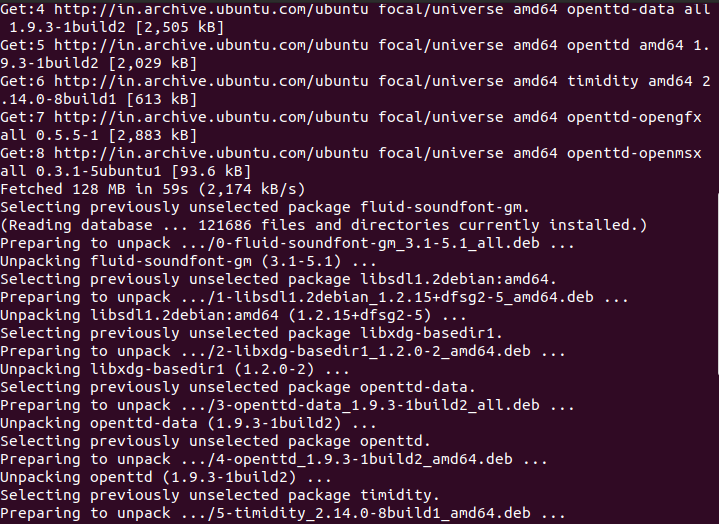 Get:4 http://in.archive.ubuntu.com/ubuntu focal/universe amd64 openttd-data all
 1.9.3-1build2 [2,505 kB]
Get:5 http://in.archive.ubuntu.com/ubuntu focal/universe amd64 openttd amd64 1.
9.3-1build2 [2,029 kB]
Get:6 http://in.archive.ubuntu.com/ubuntu focal/universe amd64 timidity amd64 2
.14.0-8build1 [613 kB]
Get:7 http://in.archive.ubuntu.com/ubuntu focal/universe amd64 openttd-opengfx
all 0.5.5-1 [2,883 kB]
Get:8 http://in.archive.ubuntu.com/ubuntu focal/universe amd64 openttd-openmsx
all 0.3.1-5ubuntu1 [93.6 kB]
Fetched 128 MB in 59s (2,174 kB/s)
Selecting previously unselected package fluid-soundfont-gm.
(Reading database ... 121686 files and directories currently installed.)
Preparing to unpack .../0-fluid-soundfont-gm_3.1-5.1_all.deb ...
Unpacking fluid-soundfont-gm (3.1-5.1) ...
Selecting previously unselected package libsdl1.2debian:amd64.
Preparing to unpack .../1-libsdl1.2debian_1.2.15+dfsg2-5_amd64.deb ...
Unpacking libsdl1.2debian:amd64 (1.2.15+dfsg2-5) ...
Selecting previously unselected package libxdg-basedir1.
Preparing to unpack .../2-libxdg-basedir1_1.2.0-2_amd64.deb ...
Unpacking libxdg-basedir1 (1.2.0-2) ...
Selecting previously unselected package openttd-data.
Preparing to unpack .../3-openttd-data_1.9.3-1build2_all.deb ...
Unpacking openttd-data (1.9.3-1build2) ...
Selecting previously unselected package openttd.
Preparing to unpack .../4-openttd_1.9.3-1build2_amd64.deb ...
Unpacking openttd (1.9.3-1build2) ...
Selecting previously unselected package timidity.
Preparing to unpack .../5-timidity_2.14.0-8build1_amd64.deb ...